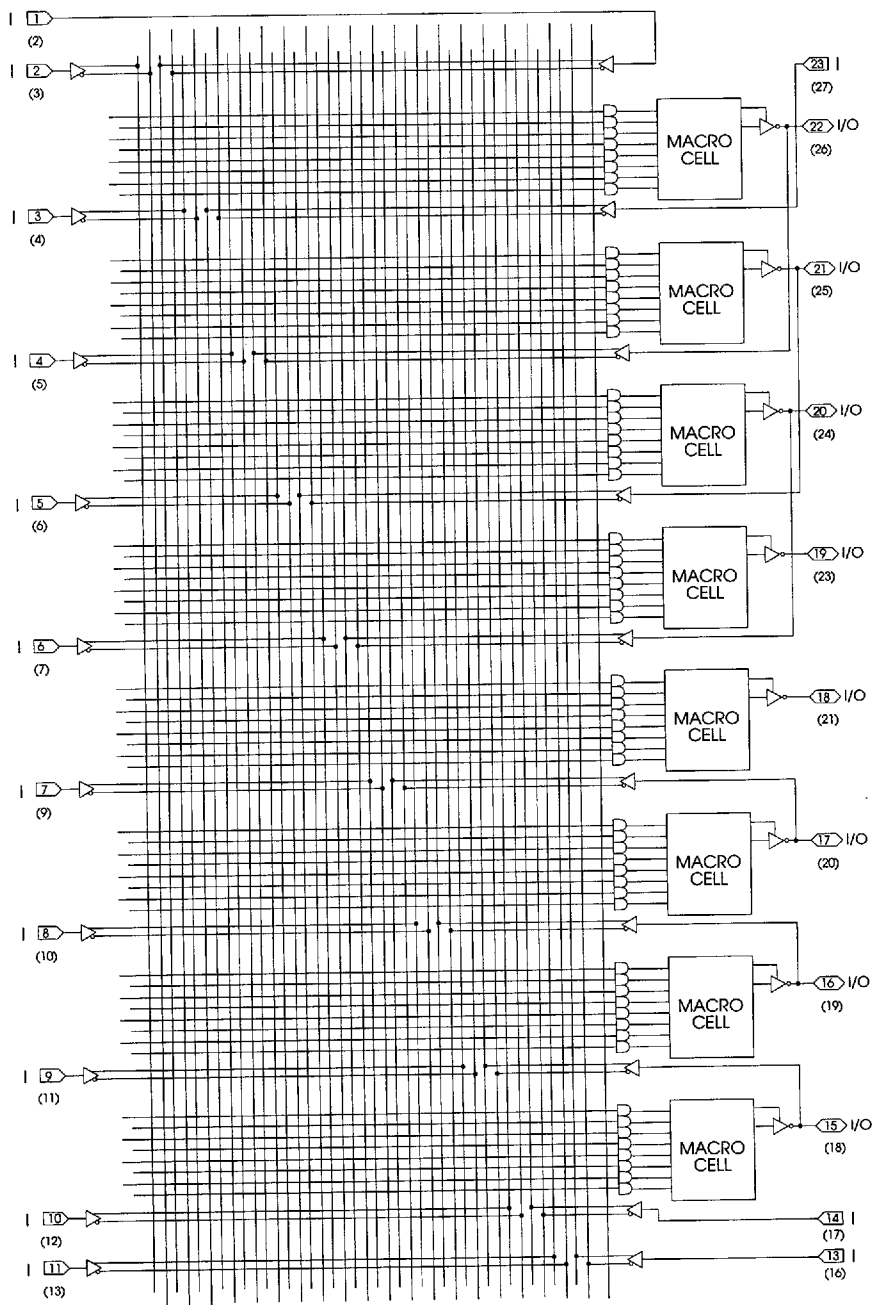 I 1
(2)
I 2
(3)
23 I
(27)
MACRO
CELL
22 I/O
(26)
I 3
(4)
MACRO
CELL
21 I/O
(25)
I 4
(5)
MACRO
CELL
20 I/O
(24)
I 5
(6)
MACRO
CELL
19 I/O
(23)
I 6
(7)
MACRO
CELL
18 I/O
(21)
I 7
(9)
MACRO
CELL
17 I/O
(20)
I 8
(10)
MACRO
CELL
16 I/O
(19)
I 9
(11)
MACRO
CELL
15 I/O
(18)
I 10
(12)
14 I
(17)
I 11
(13)
13 I
(16)